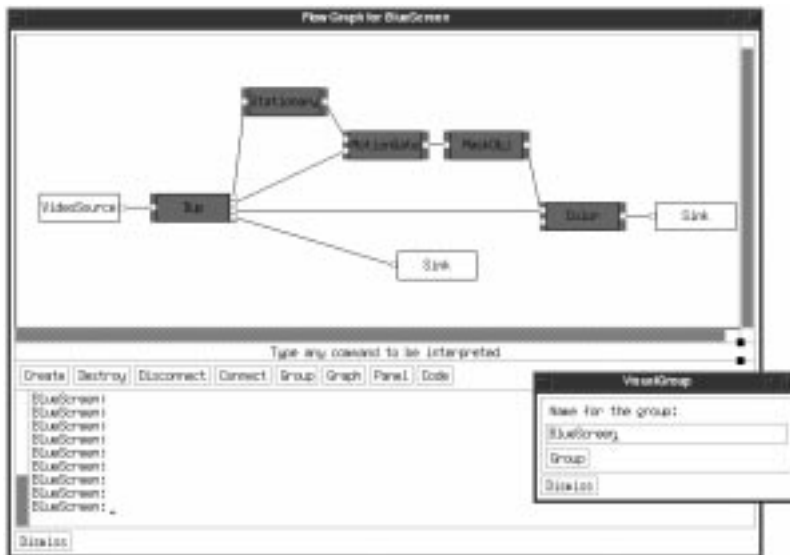 Flow Graph for BlueScreen
Stationary
MotionGate
MaskObj
VideoSource
Dup
Color
Sink
Sink
Type any command to be interpreted
Create Destroy Disconnect Connect Group Graph Panel Code
BlueScreen:
BlueScreen:
BlueScreen:
BlueScreen:
BlueScreen:
BlueScreen:
BlueScreen:
BlueScreen:
BlueScreen:
Dismiss
VisualGroup
Name for the group:
BlueScreen
Group
Dismiss